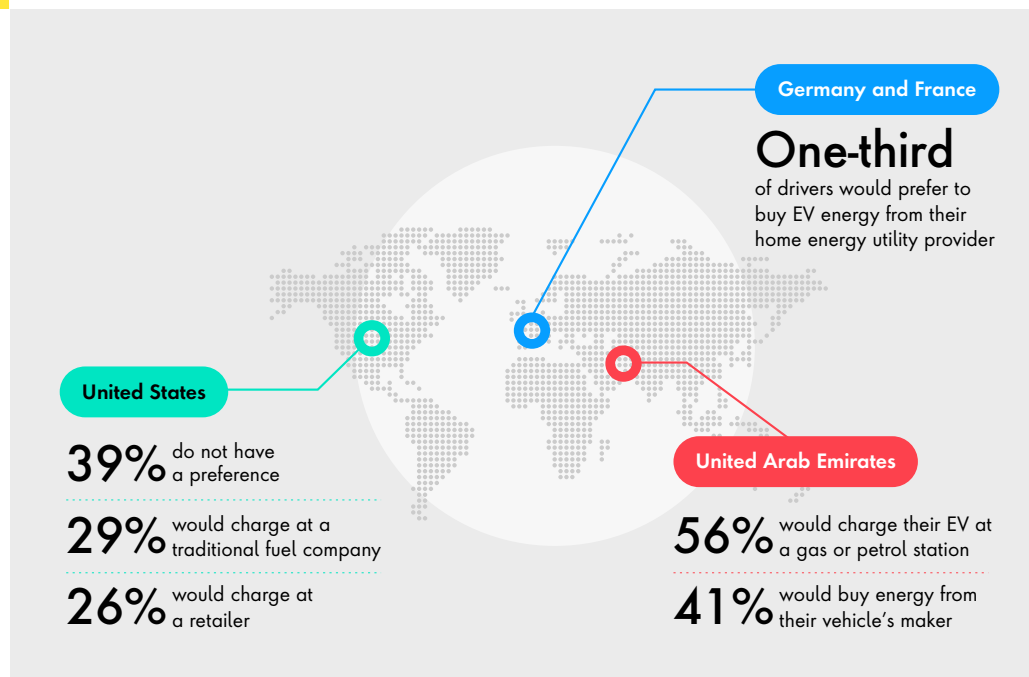 Germany and France
One-third
of drivers would prefer to
buy EV energy from their
home energy utility provider
United States
39% do not have
a preference
29% would charge at a
traditional fuel company
26% would charge at
a retailer
United Arab Emirates
56% would charge their EV at
a gas or petrol station
41% would buy energy from
their vehicle’s maker